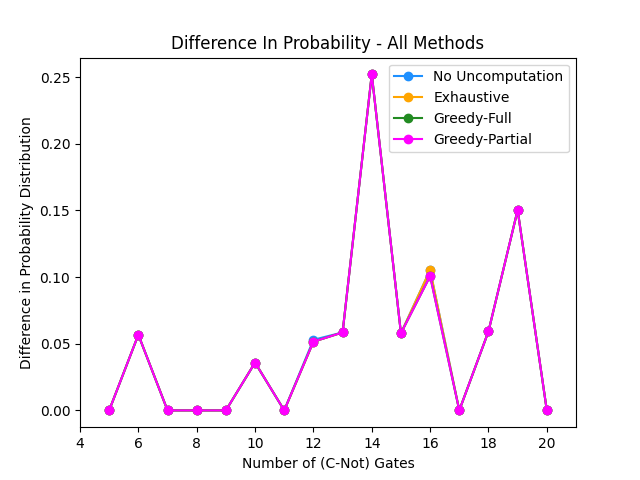 Difference In Probability - All Methods
No Uncomputation
Exhaustive
Greedy-Full
Greedy-Partial
Difference in Probability Distribution
0.25
0.20
0.15
0.10
0.05
0.00
4 6 8 10 12 14 16 18 20
Number of (C-Not) Gates